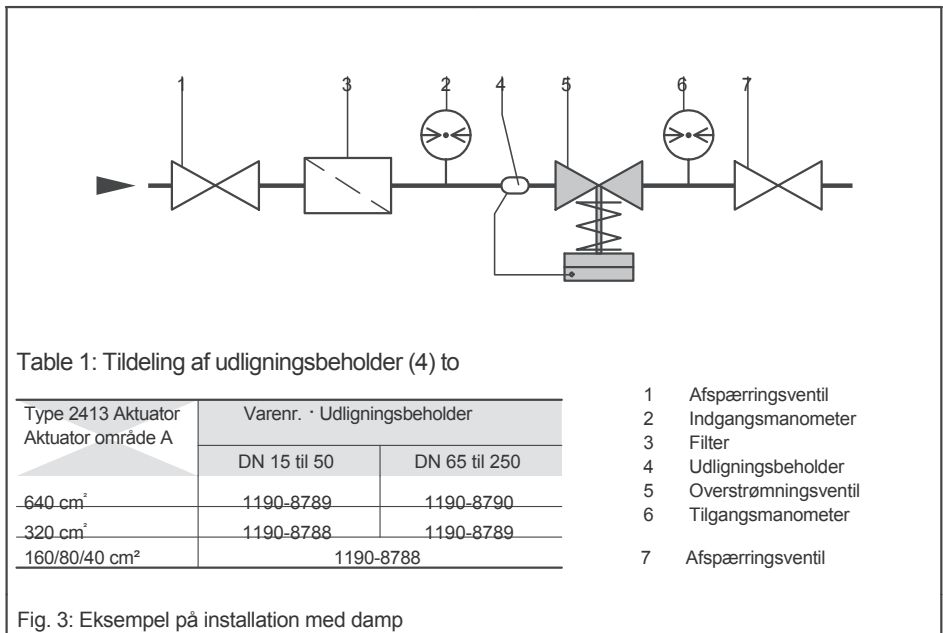 1 3 2 4 5 6 7
Table 1: Tildeling af udligningsbeholder (4) to
Type 2413 Aktuator
Aktuator område A
Varenr. · Udligningsbeholder
DN 15 til 50 DN 65 til 250
640 cm² 1190-8789 1190-8790
320 cm² 1190-8788 1190-8789
160/80/40 cm² 1190-8788
1 Afspærringsventil
2 Indgangsmanometer
3 Filter
4 Udligningsbeholder
5 Overstrømningsventil
6 Tilgangsmanometer
7 Afspærringsventil
Fig. 3: Eksempel på installation med damp